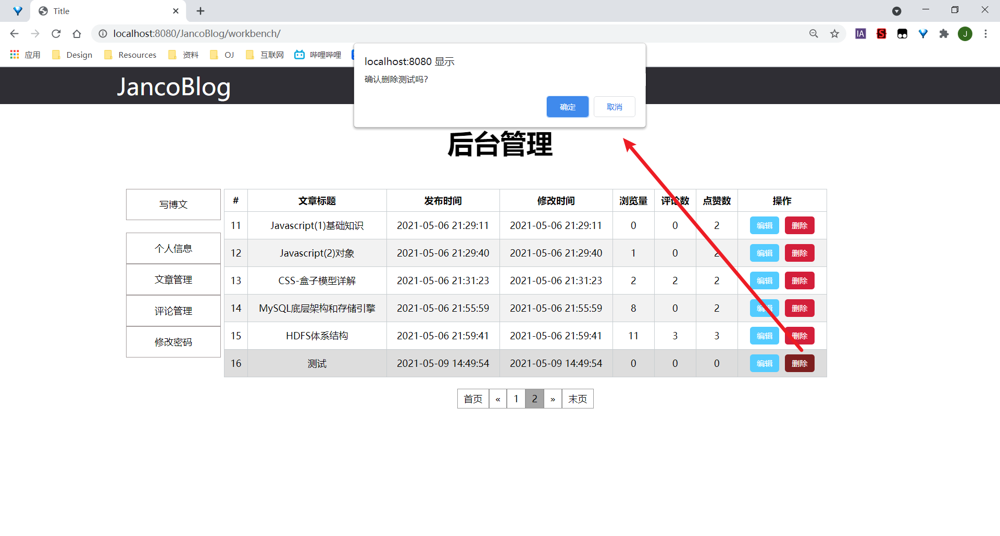 Title
localhost:8080/JancoBlog/workbench/
IA S J
应用 Design Resources 资料 OJ 互联网 哔哩哔哩
localhost:8080 显示
确认删除测试吗?
确定 取消
JancoBlog
后台管理
写博文
个人信息
文章管理
评论管理
修改密码
# 文章标题 发布时间 修改时间 浏览量 评论数 点赞数 操作
11 Javascript(1)基础知识 2021-05-06 21:29:11 2021-05-06 21:29:11 0 0 2 编辑 删除
12 Javascript(2)对象 2021-05-06 21:29:40 2021-05-06 21:29:40 1 0 2 编辑 删除
13 CSS-盒子模型详解 2021-05-06 21:31:23 2021-05-06 21:31:23 2 2 2 编辑 删除
14 MySQL底层架构和存储引擎 2021-05-06 21:55:59 2021-05-06 21:55:59 8 0 2 编辑 删除
15 HDFS体系结构 2021-05-06 21:59:41 2021-05-06 21:59:41 11 3 3 编辑 删除
16 测试 2021-05-09 14:49:54 2021-05-09 14:49:54 0 0 0 编辑 删除
首页 « 1 2 » 末页